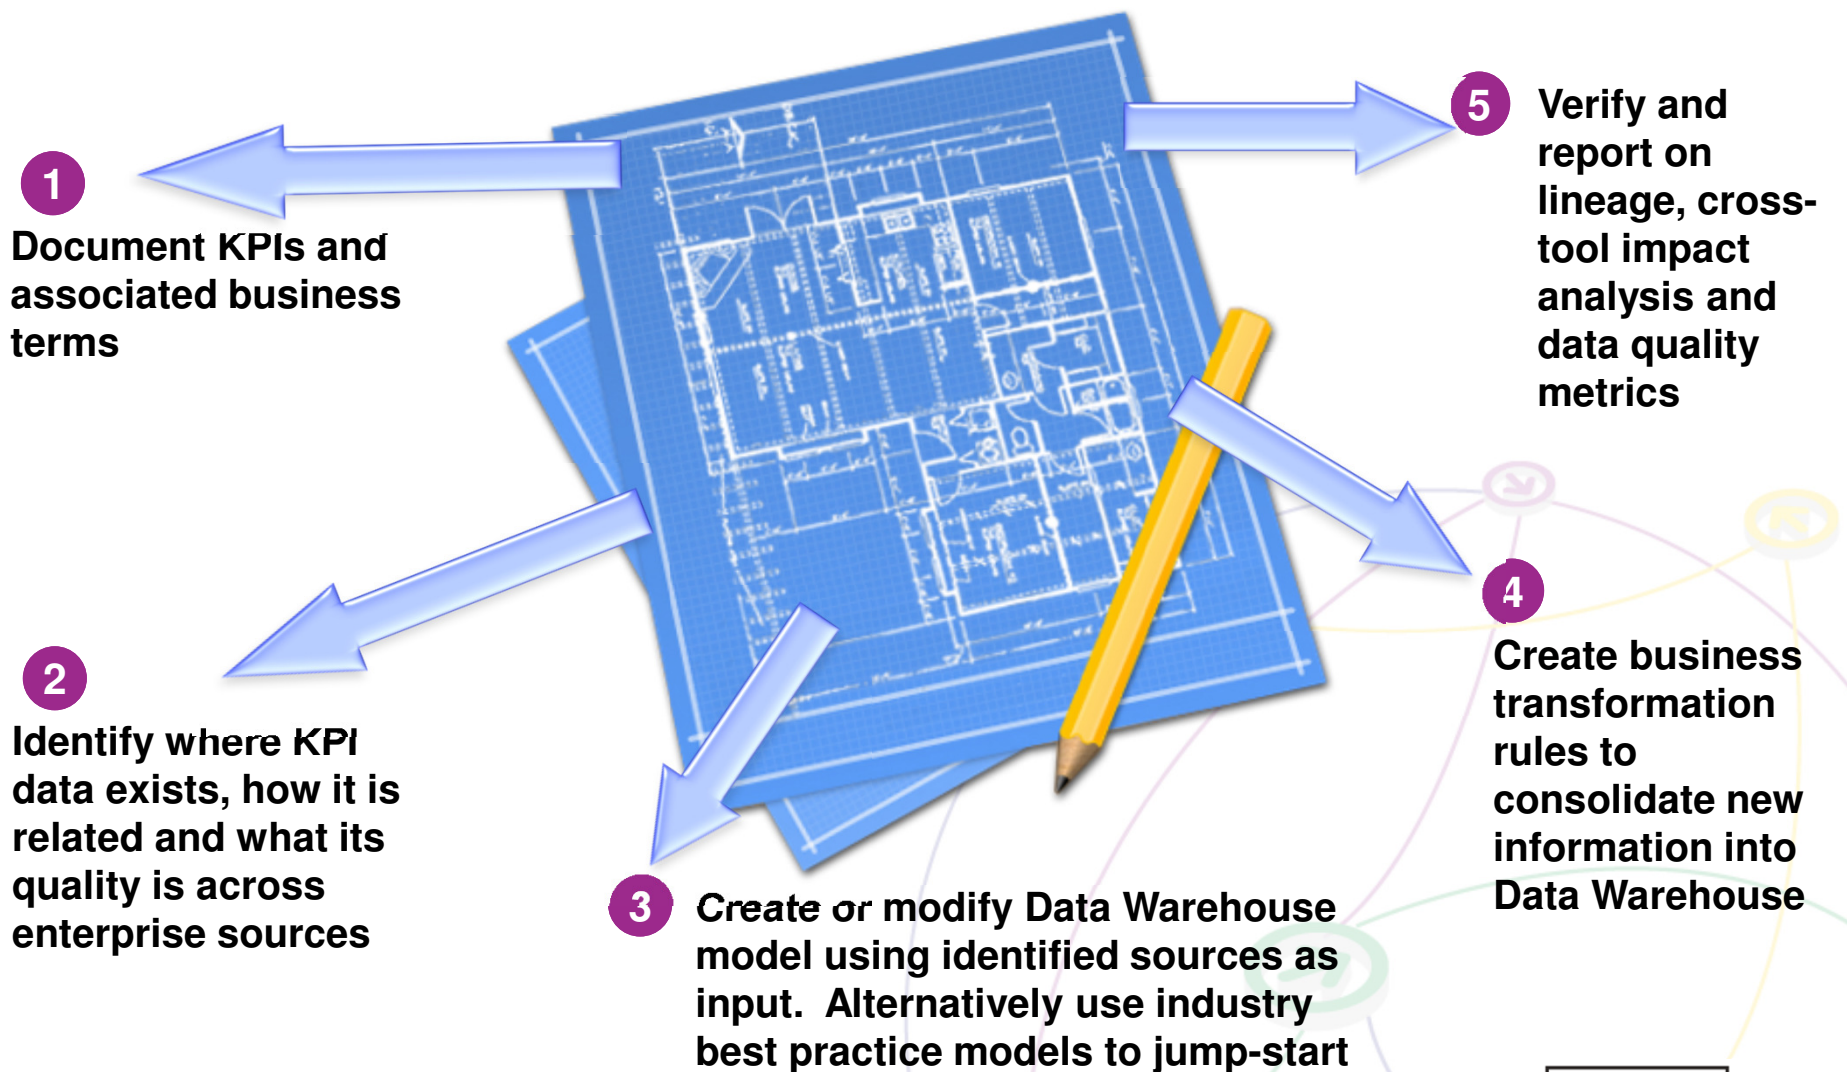 1
Document KPIs and
associated business
terms
2
Identify where KPI
data exists, how it is
related and what its
quality is across
enterprise sources
3
Create or modify Data Warehouse
model using identified sources as
input.  Alternatively use industry
best practice models to jump-start
4
Create business
transformation
rules to
consolidate new
information into
Data Warehouse
5
Verify and
report on
lineage, cross-
tool impact
analysis and
data quality
metrics